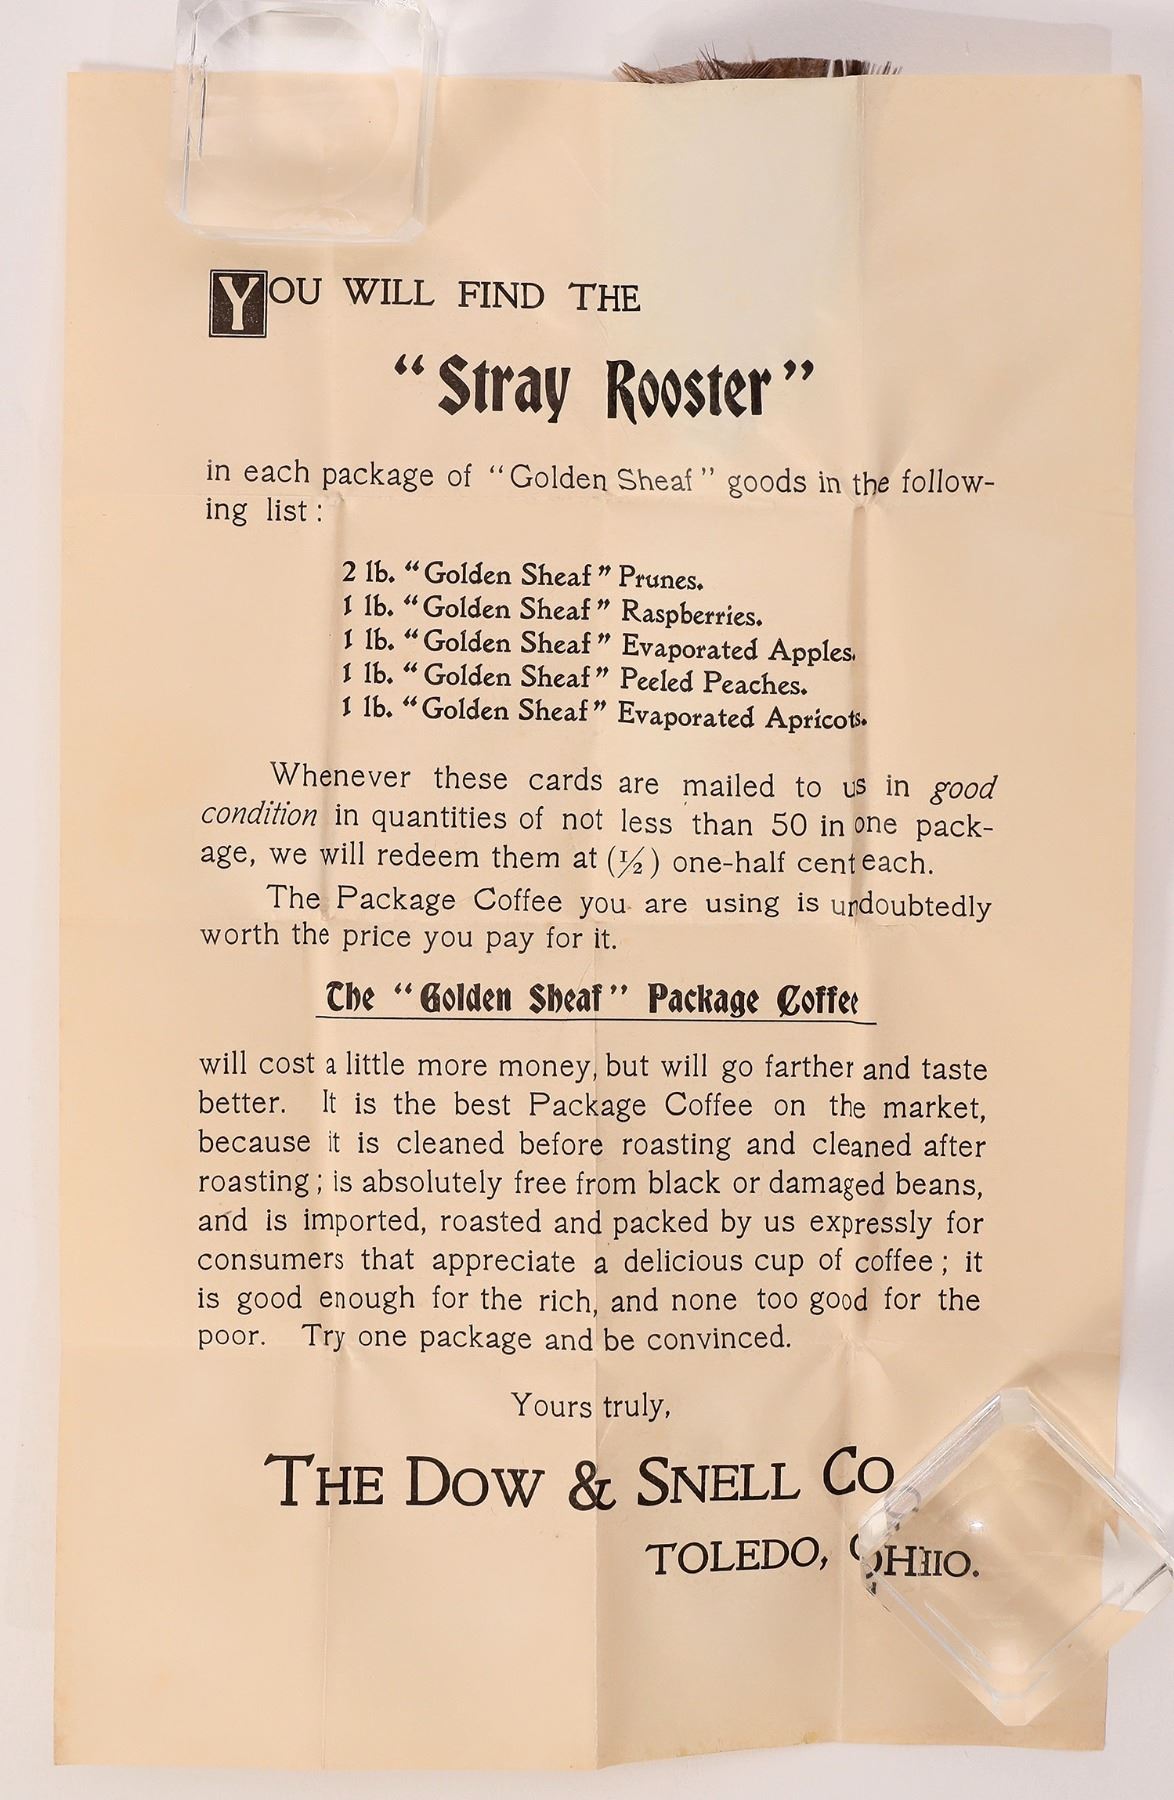 YOU WILL FIND THE
"Stray Rooster"
in each package of "Golden Sheaf" goods in the follow-
ing list:
2 lb. "Golden Sheaf" Prunes.
1 lb. "Golden Sheaf" Raspberries.
1 lb. "Golden Sheaf" Evaporated Apples.
1 lb. "Golden Sheaf" Peeled Peaches.
1 lb. "Golden Sheaf" Evaporated Apricots.
Whenever these cards are mailed to us in good
condition in quantities of not less than 50 in one pack-
age, we will redeem them at (½) one-half cent each.
The Package Coffee you are using is undoubtedly
worth the price you pay for it.
The "Golden Sheaf" Package Coffee
will cost a little more money, but will go farther and taste
better. It is the best Package Coffee on the market,
because it is cleaned before roasting and cleaned after
roasting; is absolutely free from black or damaged beans,
and is imported, roasted and packed by us expressly for
consumers that appreciate a delicious cup of coffee; it
is good enough for the rich, and none too good for the
poor. Try one package and be convinced.
Yours truly,
THE DOW & SNELL CO
TOLEDO, OHIO.